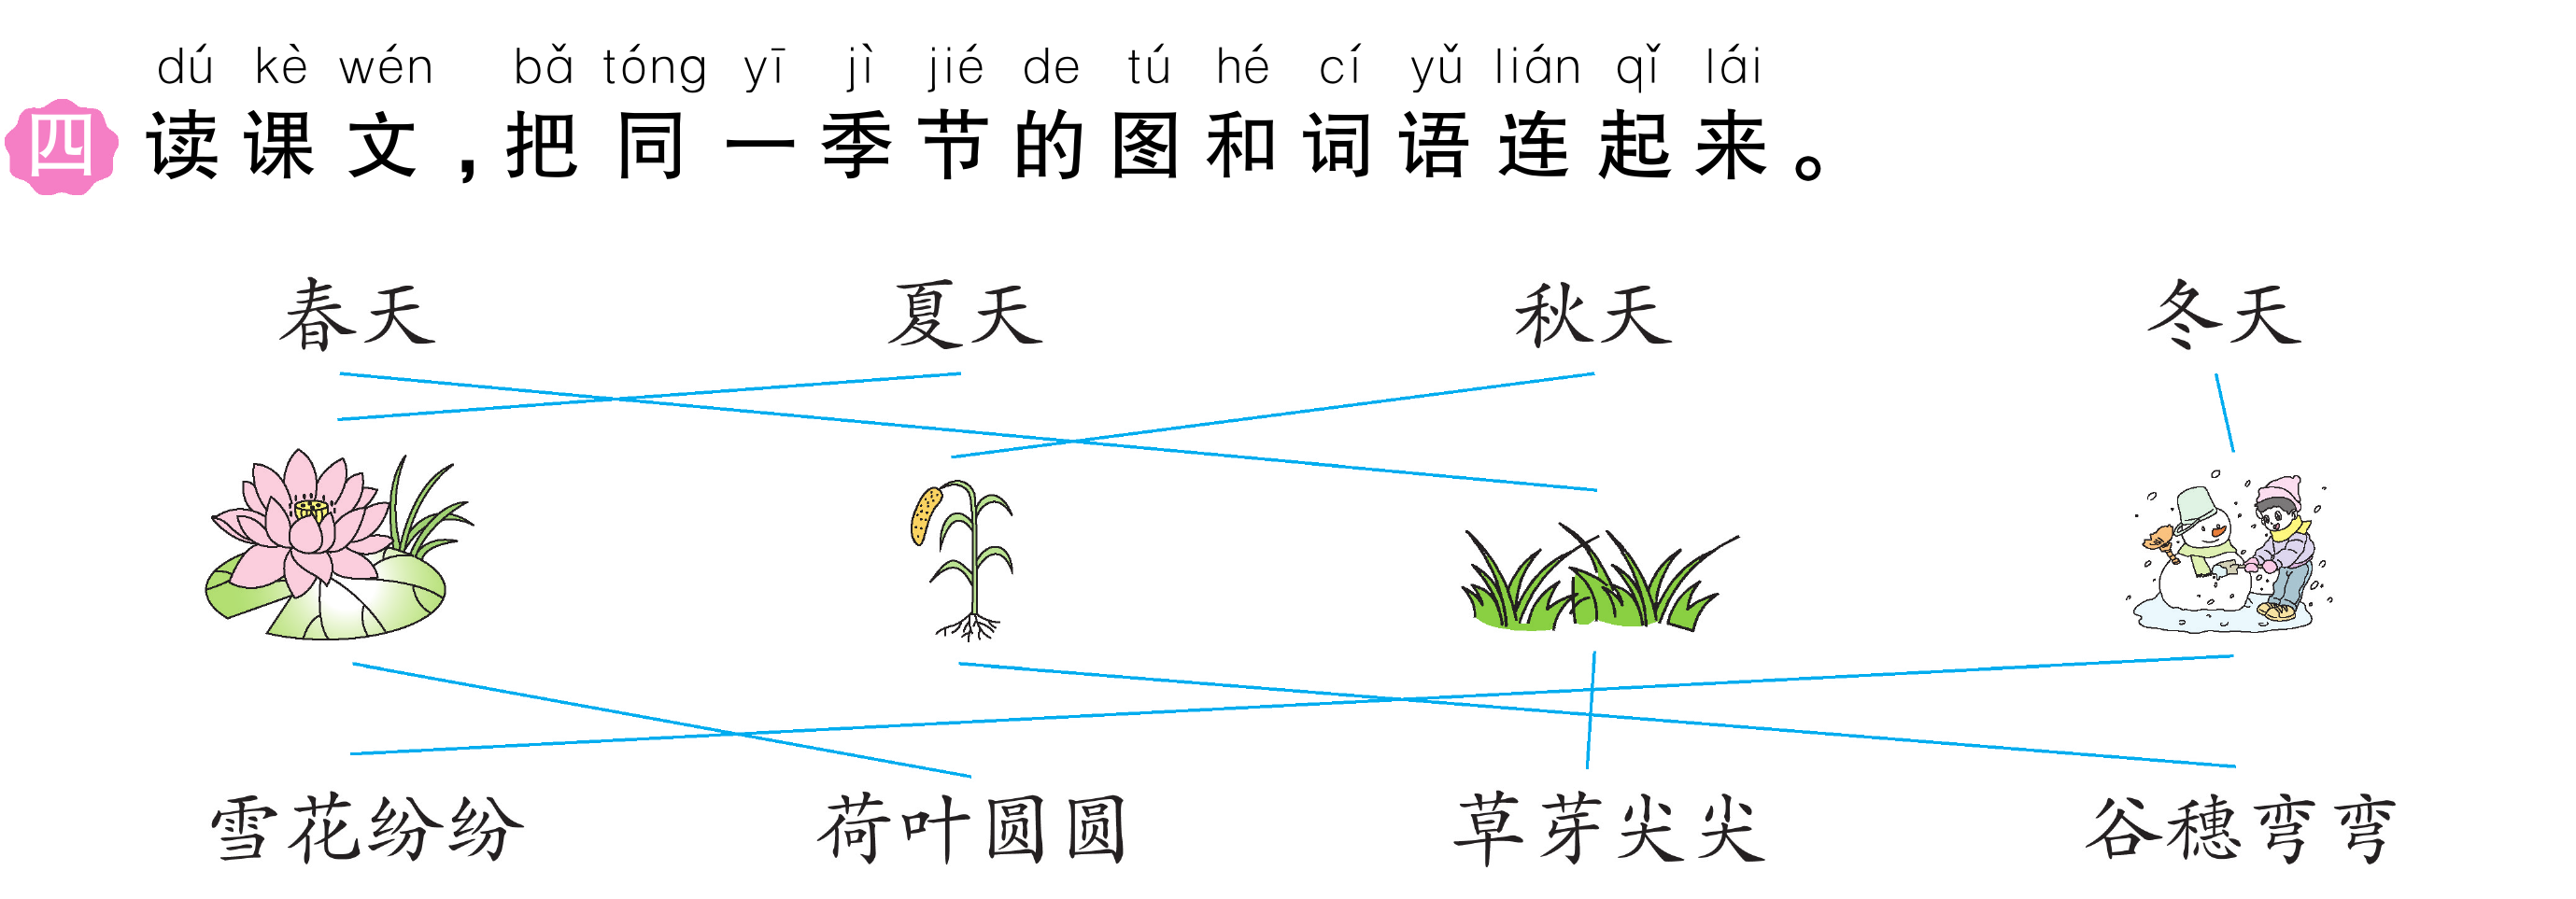 dú kè wén bǎ tóng yī jì jié de tú hé cí yǔ lián qǐ lái
四 读课文，把同一季节的图和词语连起来。
春天 夏天 秋天 冬天
雪花纷纷 荷叶圆圆 草芽尖尖 谷穗弯弯